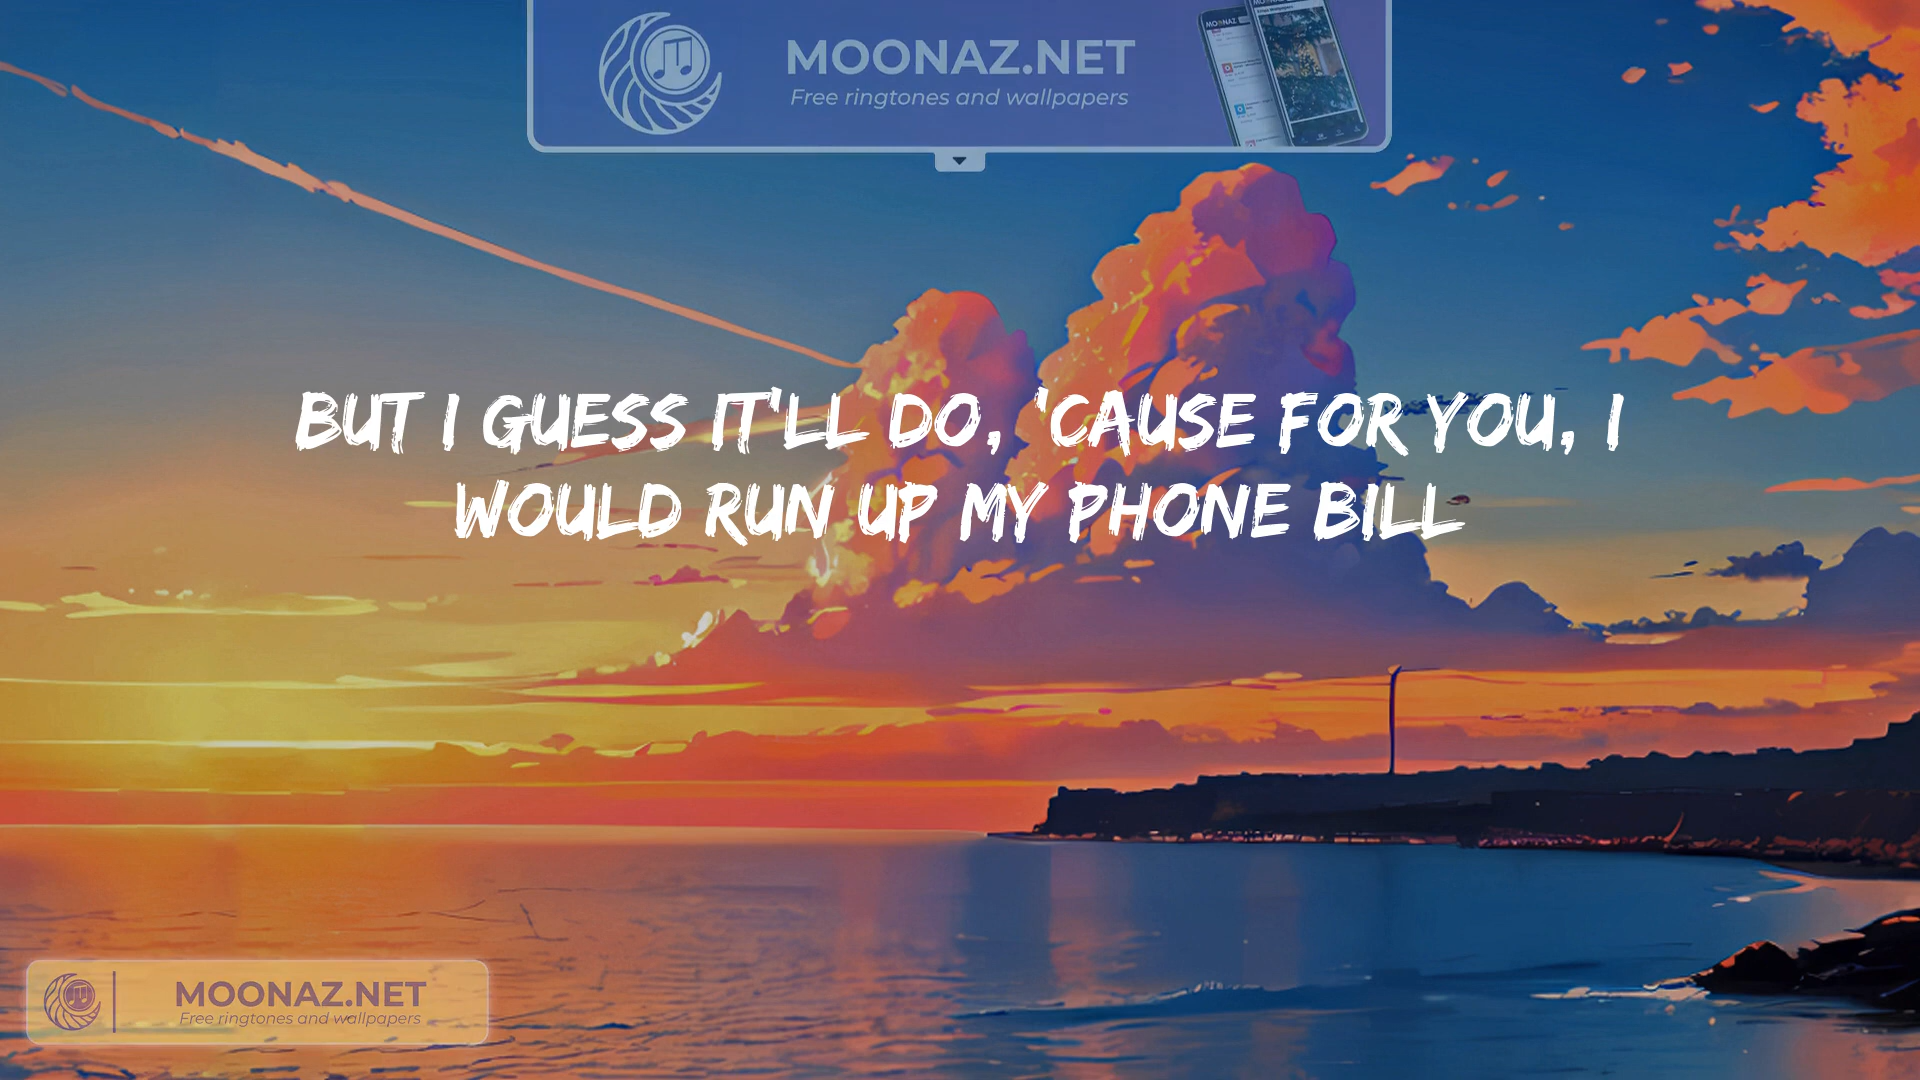 MOONAZ.NET
Free ringtones and wallpapers
BUT I GUESS IT'LL DO, 'CAUSE FOR YOU, I
WOULD RUN UP MY PHONE BILL
MOONAZ.NET
Free ringtones and wallpapers